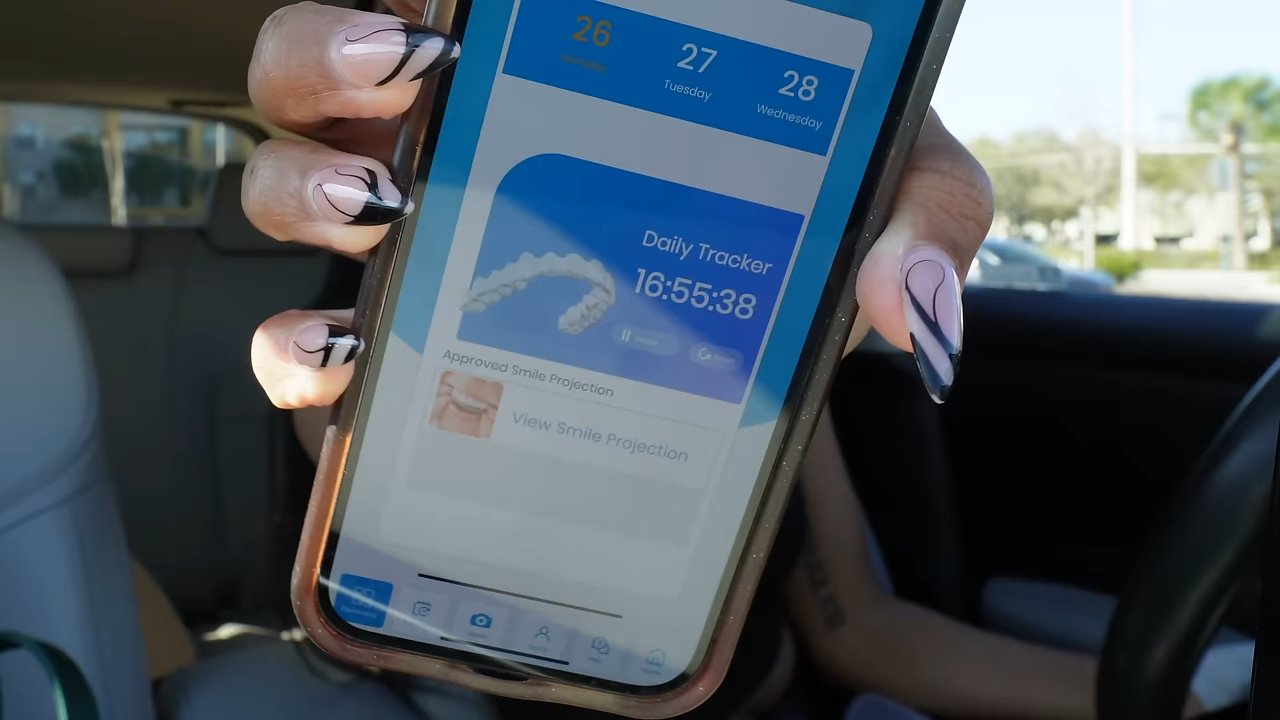 26
27
Tuesday
28
Wednesday
Daily Tracker
16:55:38
Approved Smile Projection
View Smile Projection